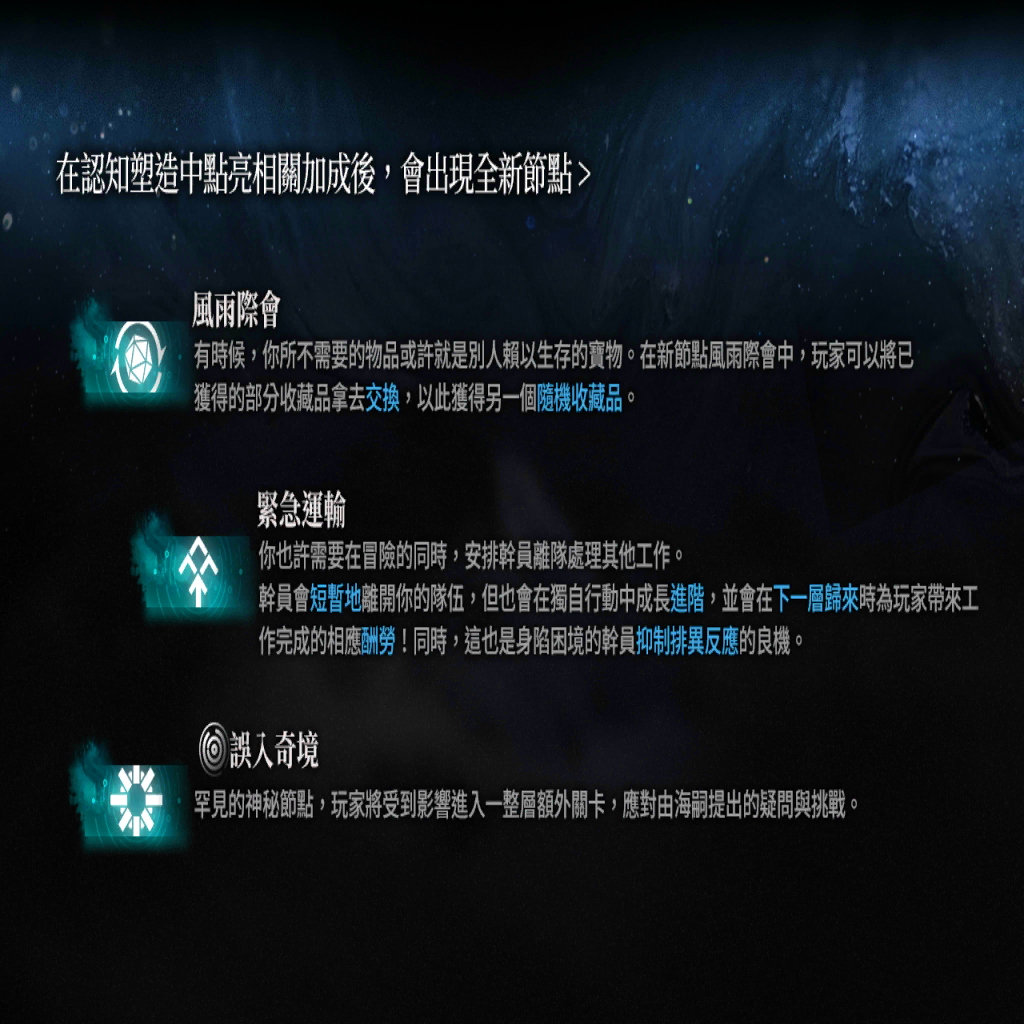 在認知塑造中點亮相關加成後，會出現全新節點>
風雨際會
有時候，你所不需要的物品或許就是別人賴以生存的寶物。在新節點風雨際會中，玩家可以將已
獲得的部分收藏品拿去交換，以此獲得另一個隨機收藏品。
緊急運輸
你也許需要在冒險的同時，安排幹員離隊處理其他工作。
幹員會短暫地離開你的隊伍，但也會在獨自行動中成長進階，並會在下一層歸來時為玩家帶來工
作完成的相應酬勞！同時，這也是身陷困境的幹員抑制排異反應的良機。
誤入奇境
罕見的神秘節點，玩家將受到影響進入一整層額外關卡，應對由海嗣提出的疑問與挑戰。